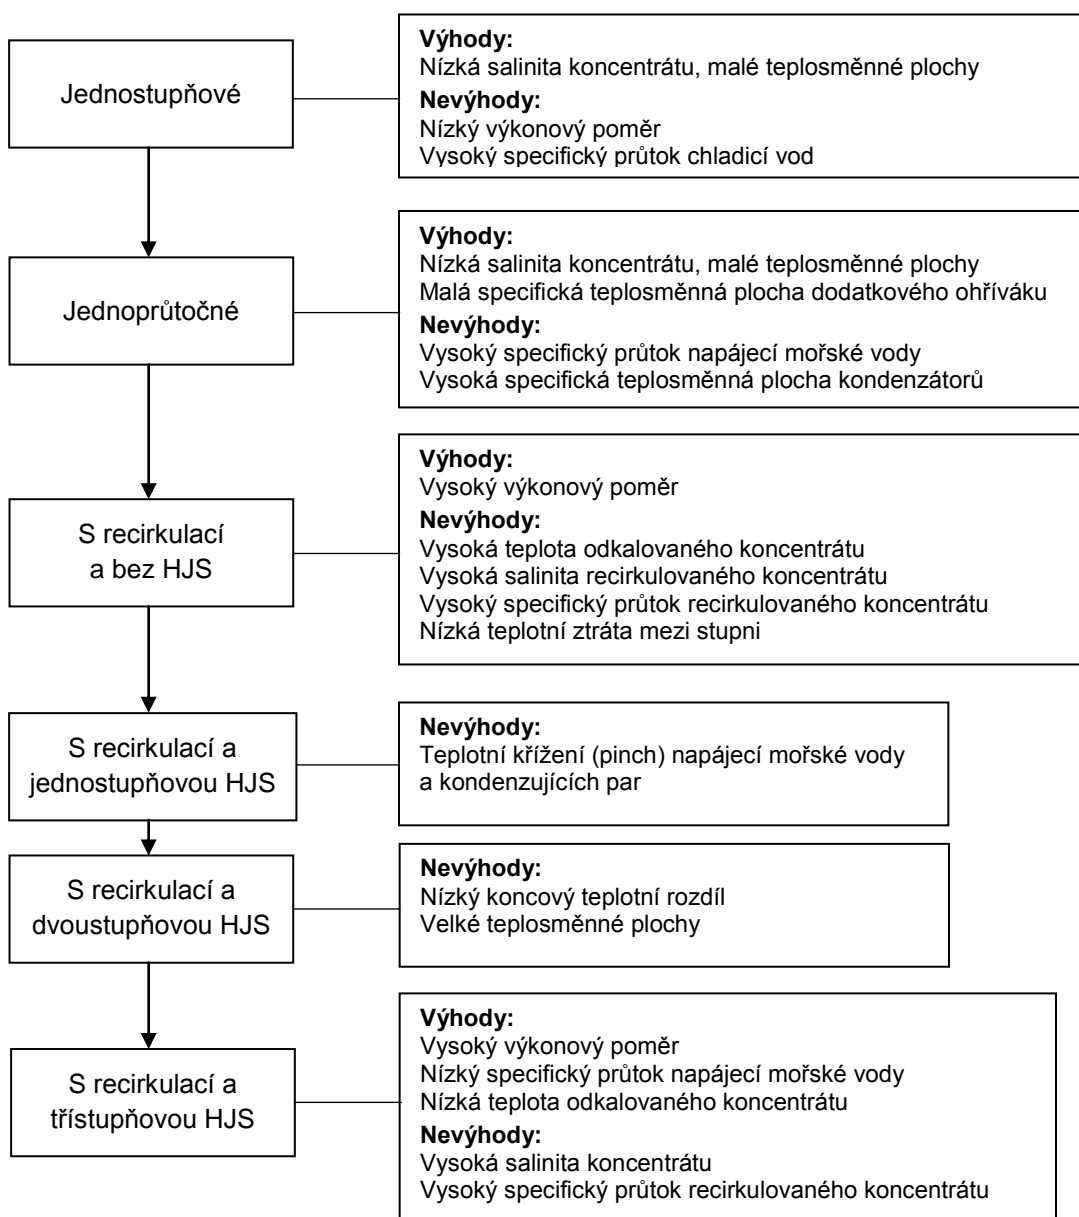 Jednostupňové
Výhody:
Nízká salinita koncentrátu, malé teplosměnné plochy
Nevýhody:
Nízký výkonový poměr
Vysoký specifický průtok chladicí vod
Jednoprůtočné
Výhody:
Nízká salinita koncentrátu, malé teplosměnné plochy
Malá specifická teplosměnná plocha dodatkového ohříváku
Nevýhody:
Vysoký specifický průtok napájecí mořské vody
Vysoká specifická teplosměnná plocha kondenzátorů
S recirkulací
a bez HJS
Výhody:
Vysoký výkonový poměr
Nevýhody:
Vysoká teplota odkalovaného koncentrátu
Vysoká salinita recirkulovaného koncentrátu
Vysoký specifický průtok recirkulovaného koncentrátu
Nízká teplotní ztráta mezi stupni
S recirkulací a
jednostupňovou HJS
Nevýhody:
Teplotní křížení (pinch) napájecí mořské vody
a kondenzujících par
S recirkulací a
dvoustupňovou HJS
Nevýhody:
Nízký koncový teplotní rozdíl
Velké teplosměnné plochy
S recirkulací a
třístupňovou HJS
Výhody:
Vysoký výkonový poměr
Nízký specifický průtok napájecí mořské vody
Nízká teplota odkalovaného koncentrátu
Nevýhody:
Vysoká salinita koncentrátu
Vysoký specifický průtok recirkulovaného koncentrátu